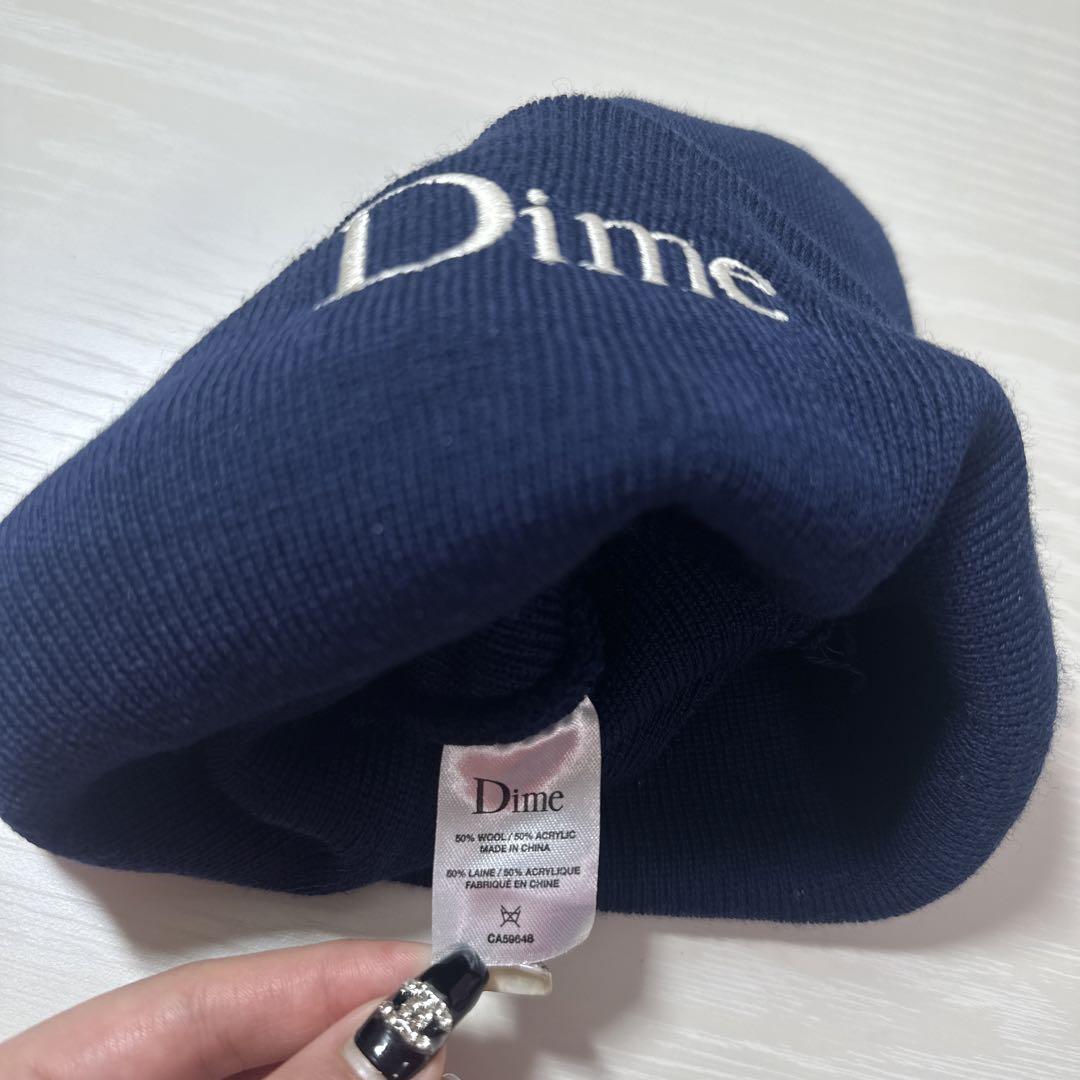 Dime
Dime
50% WOOL / 50% ACRYLIC
MADE IN CHINA
50% LAINE / 50% ACRYLIQUE
FABRIQUÉ EN CHINE
CA59648